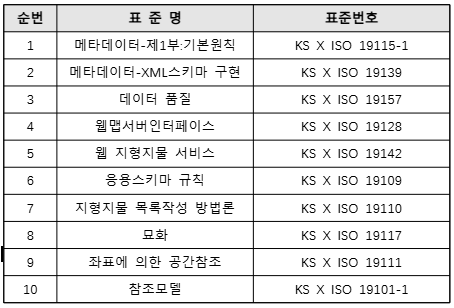 순번 표 준 명 표준번호
1 메타데이터-제1부:기본원칙 KS X ISO 19115-1
2 메타데이터-XML스키마 구현 KS X ISO 19139
3 데이터 품질 KS X ISO 19157
4 웹맵서버인터페이스 KS X ISO 19128
5 웹 지형지물 서비스 KS X ISO 19142
6 응용스키마 규칙 KS X ISO 19109
7 지형지물 목록작성 방법론 KS X ISO 19110
8 묘화 KS X ISO 19117
9 좌표에 의한 공간참조 KS X ISO 19111
10 참조모델 KS X ISO 19101-1